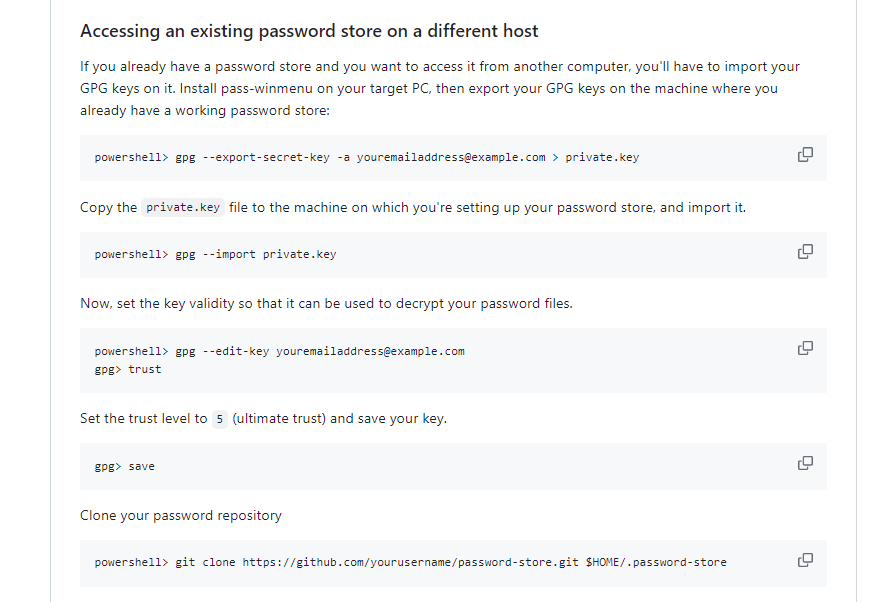 Accessing an existing password store on a different host
If you already have a password store and you want to access it from another computer, you'll have to import your
GPG keys on it. Install pass-winmenu on your target PC, then export your GPG keys on the machine where you
already have a working password store:
powershell> gpg --export-secret-key -a youremailaddress@example.com > private.key
Copy the private.key file to the machine on which you're setting up your password store, and import it.
powershell> gpg --import private.key
Now, set the key validity so that it can be used to decrypt your password files.
powershell> gpg --edit-key youremailaddress@example.com
gpg> trust
Set the trust level to 5 (ultimate trust) and save your key.
gpg> save
Clone your password repository
powershell> git clone https://github.com/yourusername/password-store.git $HOME/.password-store